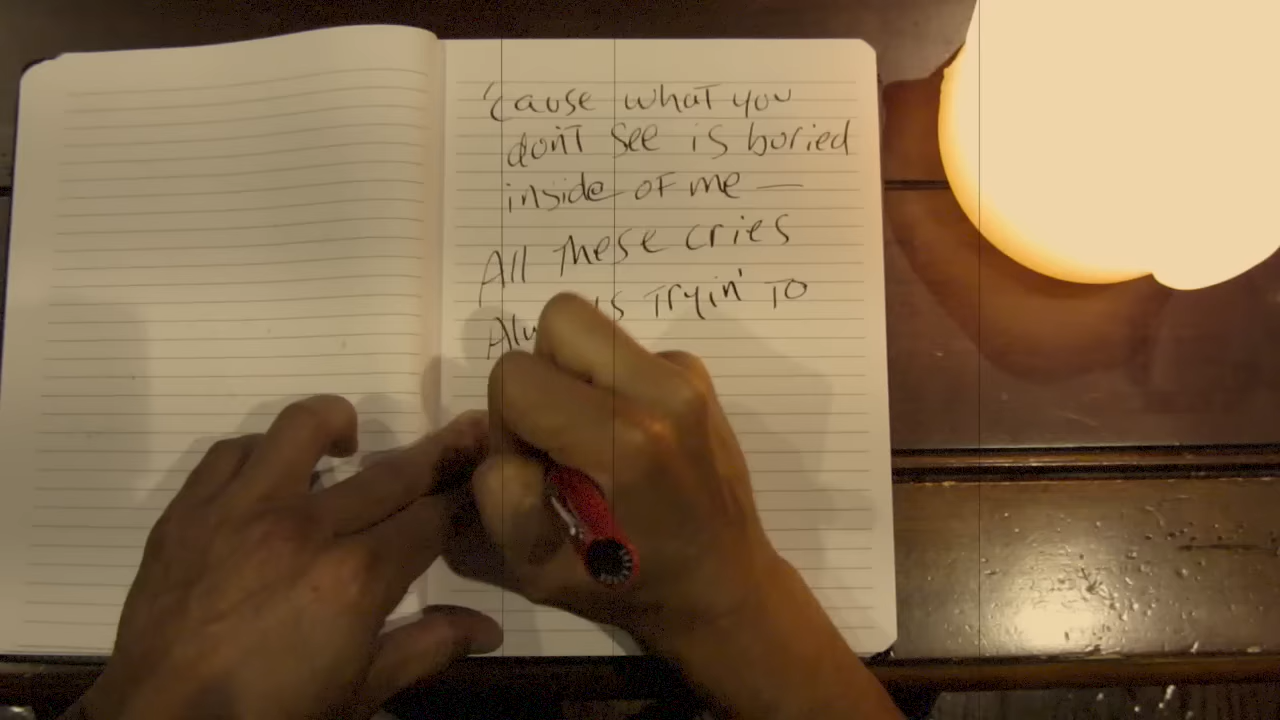 'cause what you
don't see is buried
inside of me —
All these cries
tryin' to